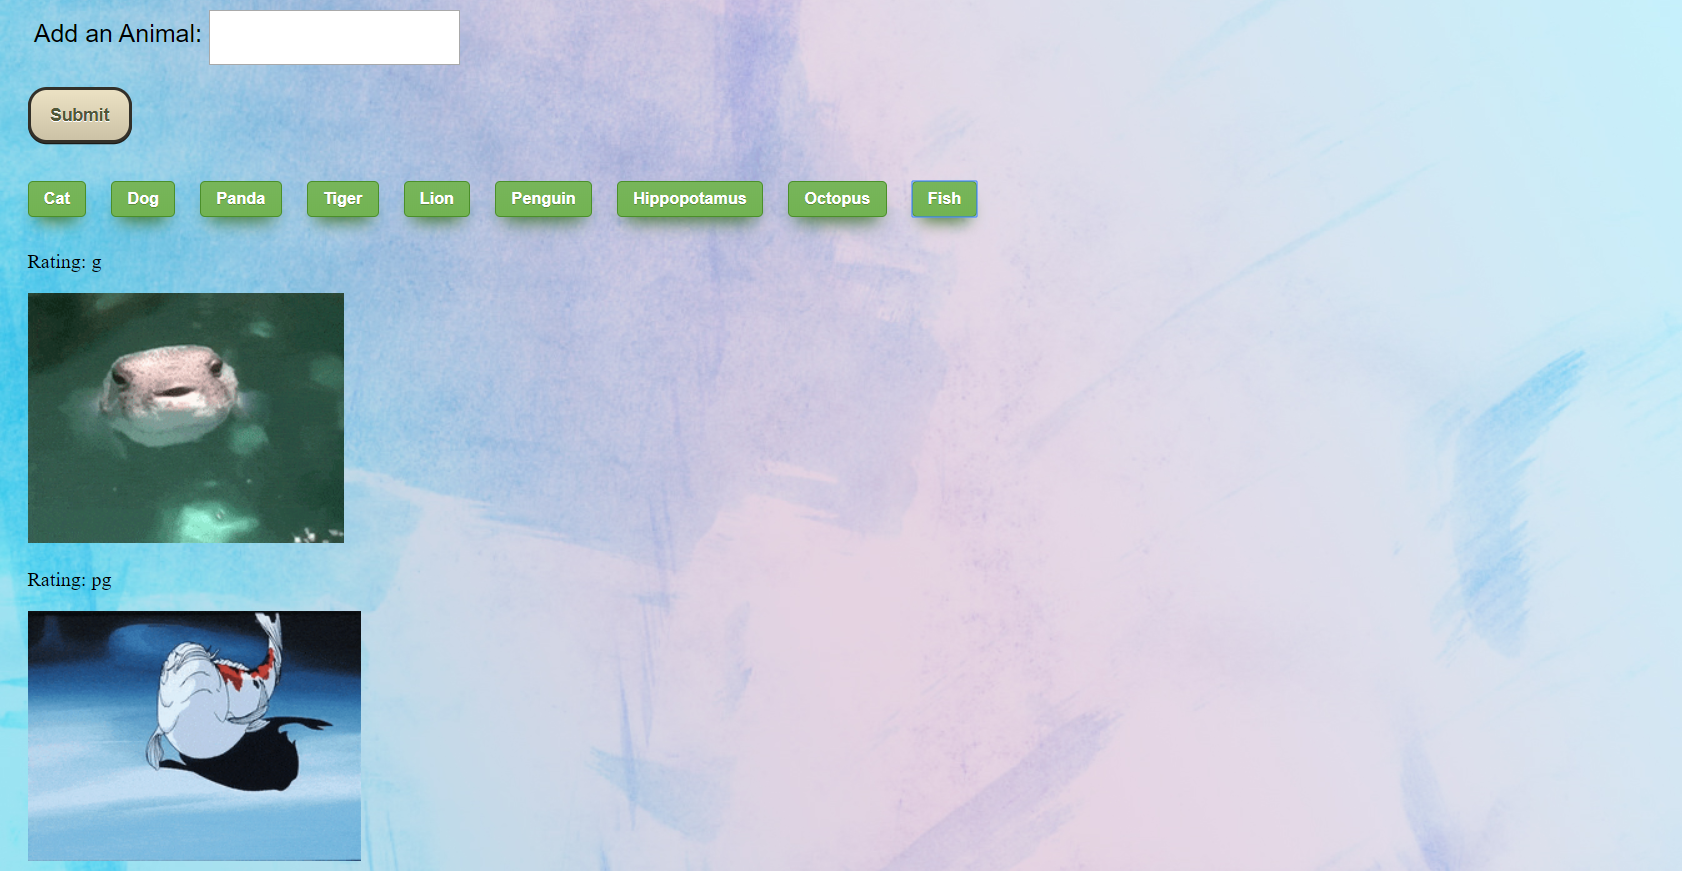 Add an Animal:
Submit
Cat Dog Panda Tiger Lion Penguin Hippopotamus Octopus Fish
Rating: g
Rating: pg